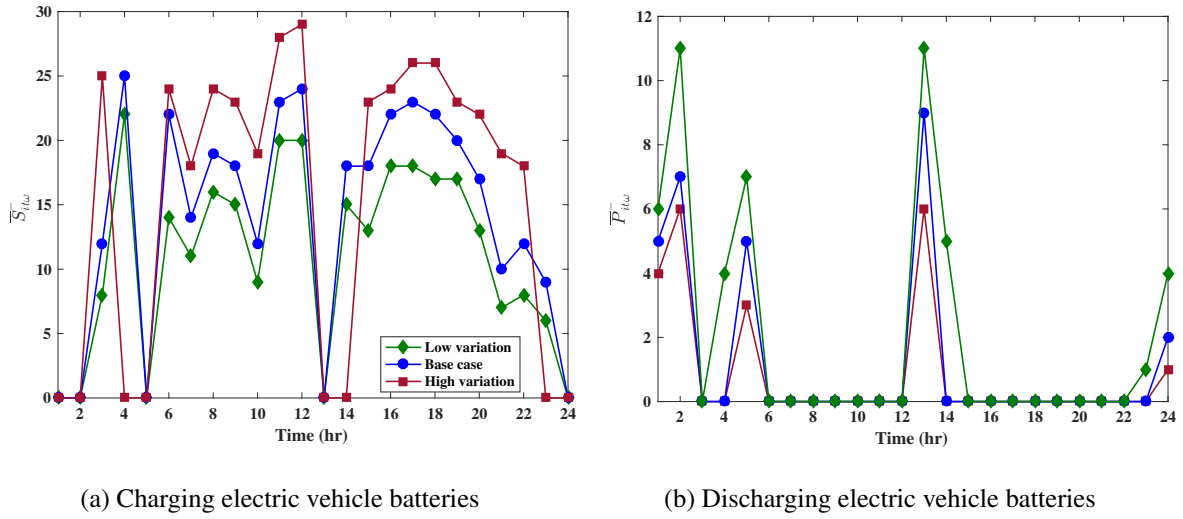 30
25
20
15
10
5
0
2 4 6 8 10 12 14 16 18 20 22 24
Time (hr)
S̅⁻ᵢₜω
Low variation
Base case
High variation
(a) Charging electric vehicle batteries
12
10
8
6
4
2
0
2 4 6 8 10 12 14 16 18 20 22 24
Time (hr)
P̅⁻ᵢₜω
(b) Discharging electric vehicle batteries